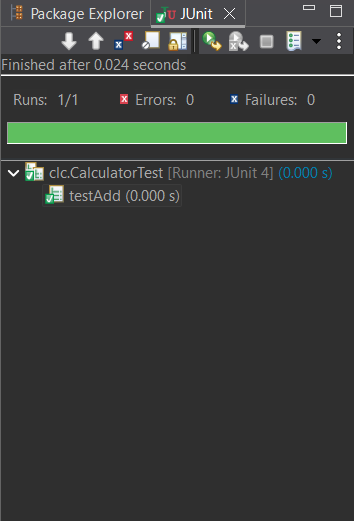 Package Explorer JUnit
Finished after 0.024 seconds
Runs: 1/1 Errors: 0 Failures: 0
clc.CalculatorTest [Runner: JUnit 4] (0.000 s)
testAdd (0.000 s)